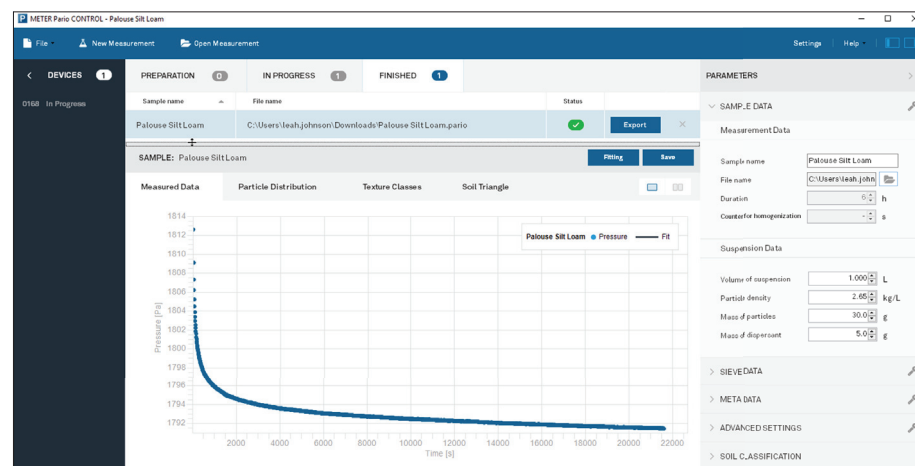 METER Pario CONTROL - Palouse Silt Loam
File New Measurement Open Measurement Settings Help
DEVICES 1
0168 In Progress
PREPARATION 0 IN PROGRESS 1 FINISHED 1
Sample name File name Status
Palouse Silt Loam C:\Users\leah.johnson\Downloads\Palouse Silt Loam.pario Export
SAMPLE: Palouse Silt Loam Fitting Save
Measured Data Particle Distribution Texture Classes Soil Triangle
Palouse Silt Loam Pressure Fit
1814
1812
1810
1808
1806
1804
1802
1800
1798
1796
1794
1792
Pressure [Pa]
2000 4000 6000 8000 10000 12000 14000 16000 18000 20000 22000
Time [s]
PARAMETERS
SAMPLE DATA
Measurement Data
Sample name Palouse Silt Loam
File name C:\Users\leah.john
Duration 6 h
Counter for homogenization - s
Suspension Data
Volume of suspension 1.000 L
Particle density 2.65 kg/L
Mass of particles 30.0 g
Mass of dispersant 5.0 g
SIEVE DATA
META DATA
ADVANCED SETTINGS
SOIL CLASSIFICATION